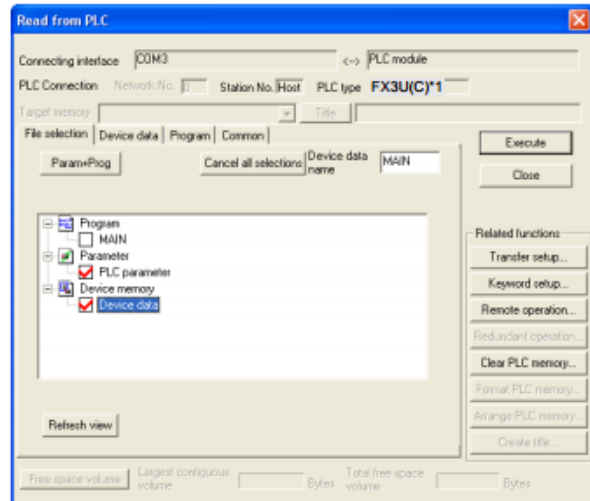 Read from PLC
Connecting interface COM3 <--> PLC module
PLC Connection Network No. 0 Station No. Host PLC type FX3U(C)*1
Target memory Title
File selection Device data Program Common
Execute
Param+Prog Cancel all selections Device data name MAIN
Close
Program
MAIN
Parameter
PLC parameter
Device memory
Device data
Related functions
Transfer setup...
Keyword setup...
Remote operation...
Redundant operation...
Clear PLC memory...
Format PLC memory...
Arrange PLC memory...
Create title...
Refresh view
Free space volume Largest contiguous volume Bytes Total free space volume Bytes